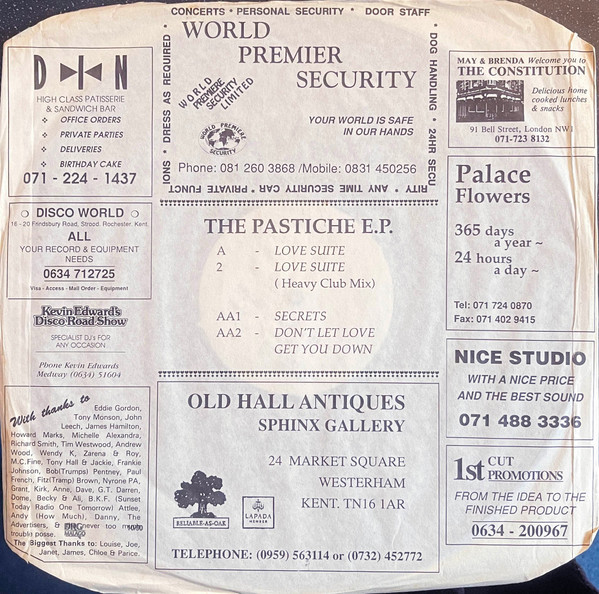 CONCERTS • PERSONAL SECURITY • DOOR STAFF
• DOG HANDLING • 24HR SECU
RITY • ANY TIME SECURITY CAR • PRIVATE FUNCT
IONS • DRESS AS REQUIRED •
WORLD
PREMIER
SECURITY
WORLD
PREMIERE
SECURITY
LIMITED
WORLD PREMIER
SECURITY
YOUR WORLD IS SAFE
IN OUR HANDS
Phone: 081 260 3868 /Mobile: 0831 450256
D N
HIGH CLASS PATISSERIE
& SANDWICH BAR
❖ OFFICE ORDERS
❖ PRIVATE PARTIES
❖ DELIVERIES
❖ BIRTHDAY CAKE
071 - 224 - 1437
MAY & BRENDA Welcome you to
THE CONSTITUTION
Delicious home
cooked lunches
& snacks
91 Bell Street, London NW1
071-723 8132
Palace
Flowers
365 days
a year ~
24 hours
a day ~
Tel: 071 724 0870
Fax: 071 402 9415
❍ DISCO WORLD ❍
16 - 20 Frindsbury Road, Strood, Rochester, Kent.
ALL
YOUR RECORD & EQUIPMENT
NEEDS
0634 712725
Visa - Access - Mail Order - Equipment
THE PASTICHE E.P.
A - LOVE SUITE
2 - LOVE SUITE
( Heavy Club Mix)
AA1 - SECRETS
AA2 - DON'T LET LOVE
GET YOU DOWN
Kevin Edward's
Disco Road Show
SPECIALIST DJ's FOR
ANY OCCASION
Phone Kevin Edwards
Medway (0634) 51604
NICE STUDIO
WITH A NICE PRICE
AND THE BEST SOUND
071 488 3336
With thanks to
Eddie Gordon,
Tony Monson, John
Leech, James Hamilton,
Howard Marks, Michelle Alexandra,
Richard Smith, Tim Westwood, Andrew
Wood, Wendy K, Zarena & Roy,
M.C.Fine, Tony Hall & Jackie, Frankie
Johnson, Bob(Trumps) Pentney, Paul
French, Fitz(Tramp) Brown, Nyrone PA,
Grant, Kirk, Anne, Dave, G.T. Darren,
Dome, Becky & Ali, B.K.F. (Sunset
Today Radio One Tomorrow) Attlee,
Andy (How Much), Danny, The
Advertisers, & never too
troubl posse.
The Biggest Thanks to: Louise, Joe,
Janet, James, Chloe & Parice.
OLD HALL ANTIQUES
SPHINX GALLERY
24 MARKET SQUARE
WESTERHAM
KENT. TN16 1AR
RELIABLE-AS-OAK
LAPADA
MEMBER
TELEPHONE: (0959) 563114 or (0732) 452772
1st CUT
PROMOTIONS
FROM THE IDEA TO THE
FINISHED PRODUCT
0634 - 200967